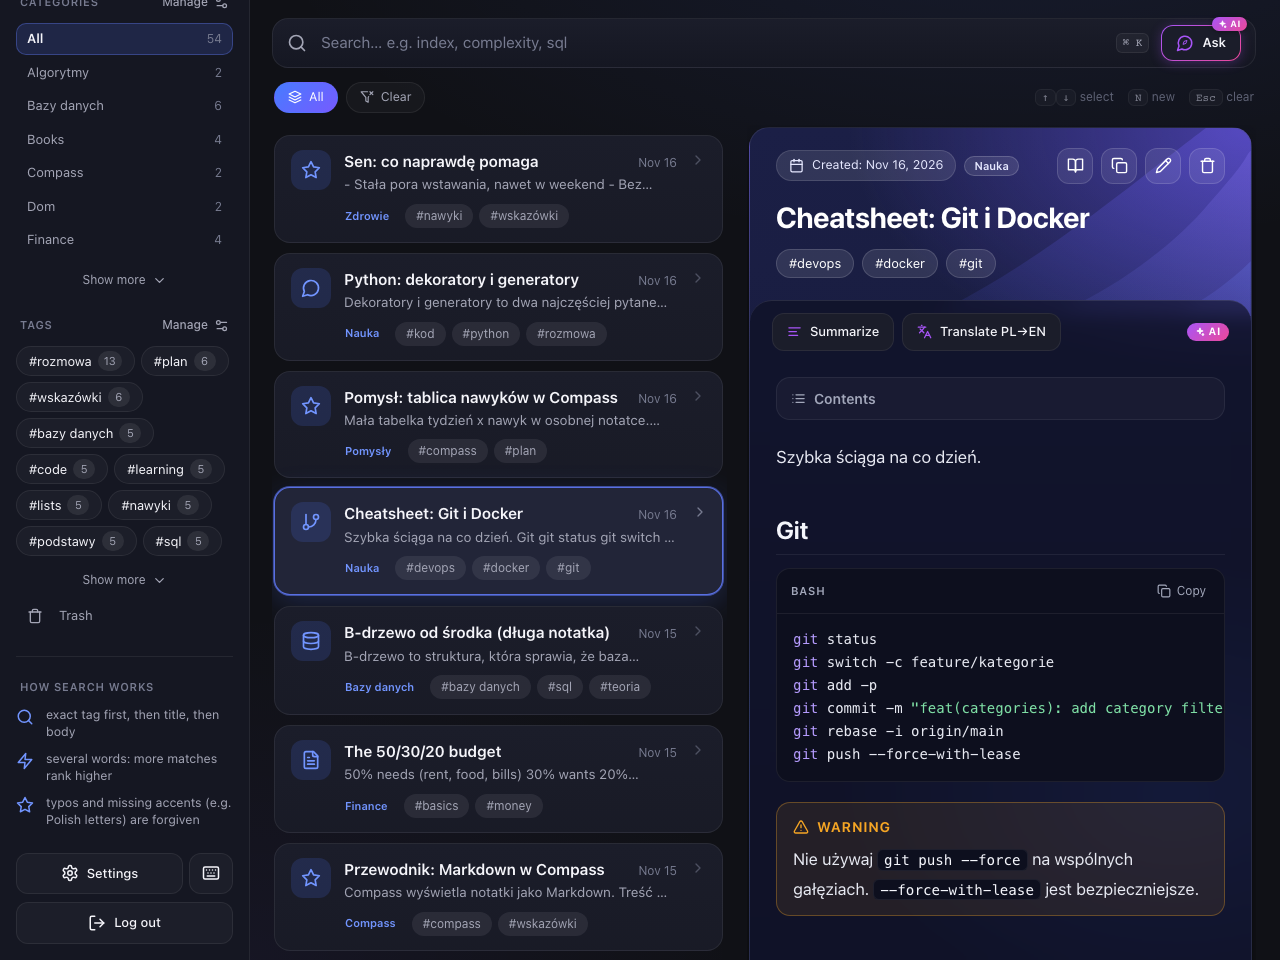 CATEGORIES
Manage
All 54
Algorytmy 2
Bazy danych 6
Books 4
Compass 2
Dom 2
Finance 4
Show more
TAGS
Manage
#rozmowa 13 #plan 6
#wskazówki 6
#bazy danych 5
#code 5 #learning 5
#lists 5 #nawyki 5
#podstawy 5 #sql 5
Show more
Trash
HOW SEARCH WORKS
exact tag first, then title, then
body
several words: more matches
rank higher
typos and missing accents (e.g.
Polish letters) are forgiven
Settings
Log out
Search... e.g. index, complexity, sql
⌘ K
Ask
AI
All
Clear
↑ ↓ select N new Esc clear
Sen: co naprawdę pomaga Nov 16
- Stała pora wstawania, nawet w weekend - Bez...
Zdrowie #nawyki #wskazówki
Python: dekoratory i generatory Nov 16
Dekoratory i generatory to dwa najczęściej pytane...
Nauka #kod #python #rozmowa
Pomysł: tablica nawyków w Compass Nov 16
Mała tabelka tydzień x nawyk w osobnej notatce....
Pomysły #compass #plan
Cheatsheet: Git i Docker Nov 16
Szybka ściąga na co dzień. Git git status git switch ...
Nauka #devops #docker #git
B-drzewo od środka (długa notatka) Nov 15
B-drzewo to struktura, która sprawia, że baza...
Bazy danych #bazy danych #sql #teoria
The 50/30/20 budget Nov 15
50% needs (rent, food, bills) 30% wants 20%...
Finance #basics #money
Przewodnik: Markdown w Compass Nov 15
Compass wyświetla notatki jako Markdown. Treść ...
Compass #compass #wskazówki
Created: Nov 16, 2026 Nauka
Cheatsheet: Git i Docker
#devops #docker #git
Summarize
Translate PL→EN
AI
Contents
Szybka ściąga na co dzień.
Git
BASH
Copy
git status
git switch -c feature/kategorie
git add -p
git commit -m "feat(categories): add category filte
git rebase -i origin/main
git push --force-with-lease
WARNING
Nie używaj git push --force na wspólnych
gałęziach. --force-with-lease jest bezpieczniejsze.